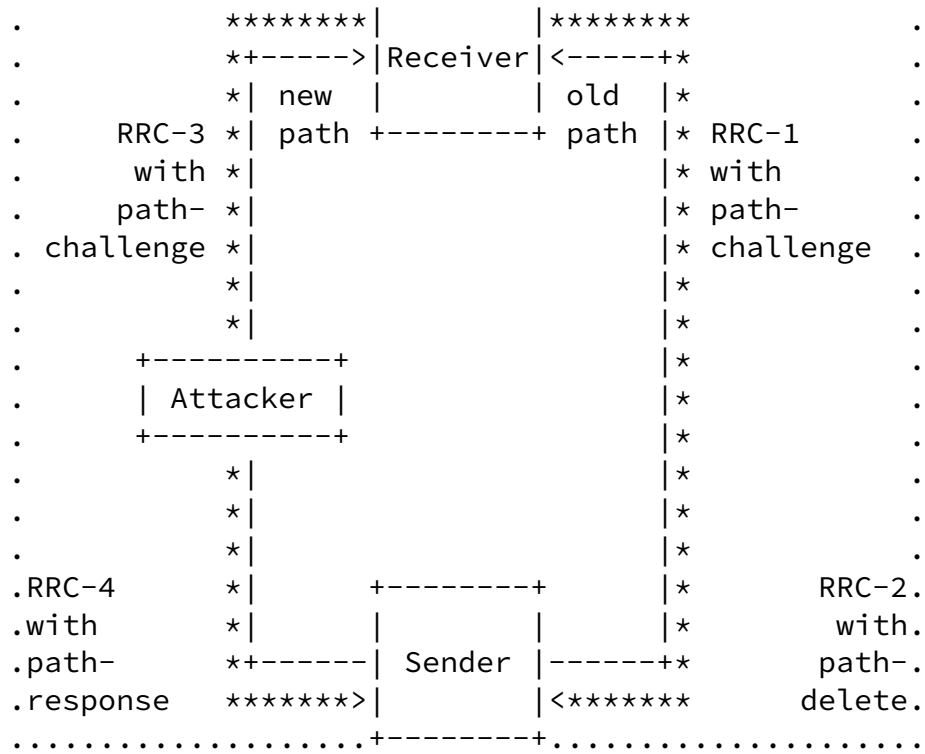 .          ********|        |********          .
.          *+----->|Receiver|<-----+*          .
.          *| new  |        | old  |*          .
.    RRC-3 *| path +--------+ path |* RRC-1    .
.     with *|                      |* with     .
.    path- *|                      |* path-    .
. challenge *|                      |* challenge  .
.          *|                      |*          .
.          *|                      |*          .
.     +----------+                 |*          .
.     | Attacker |                 |*          .
.     +----------+                 |*          .
.          *|                      |*          .
.          *|                      |*          .
.          *|                      |*          .
.RRC-4     *|      +--------+      |*     RRC-2.
.with      *|      |        |      |*      with.
.path-     *+------| Sender |------+*     path-.
.response  *******>|        |<*******    delete.
...................+--------+...................